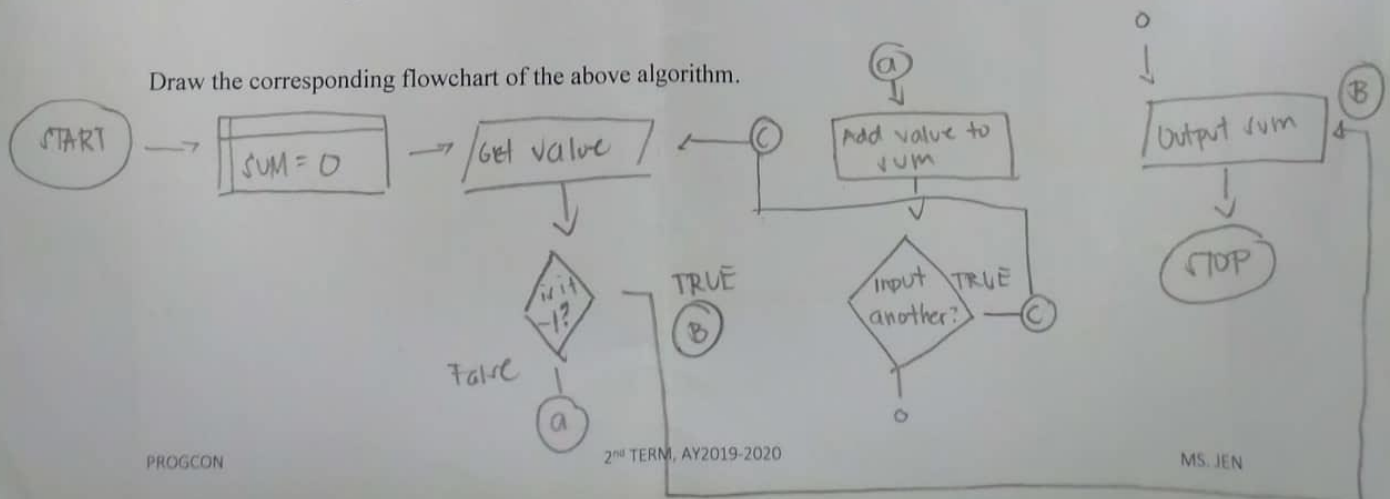 Draw the corresponding flowchart of the above algorithm.
START
SUM = 0
Get value
is it
-1?
TRUE
B
False
a
C
a
Add value to
sum
input
another?
TRUE
C
o
o
Output sum
B
STOP
PROGCON
2nd TERM, AY2019-2020
MS. JEN